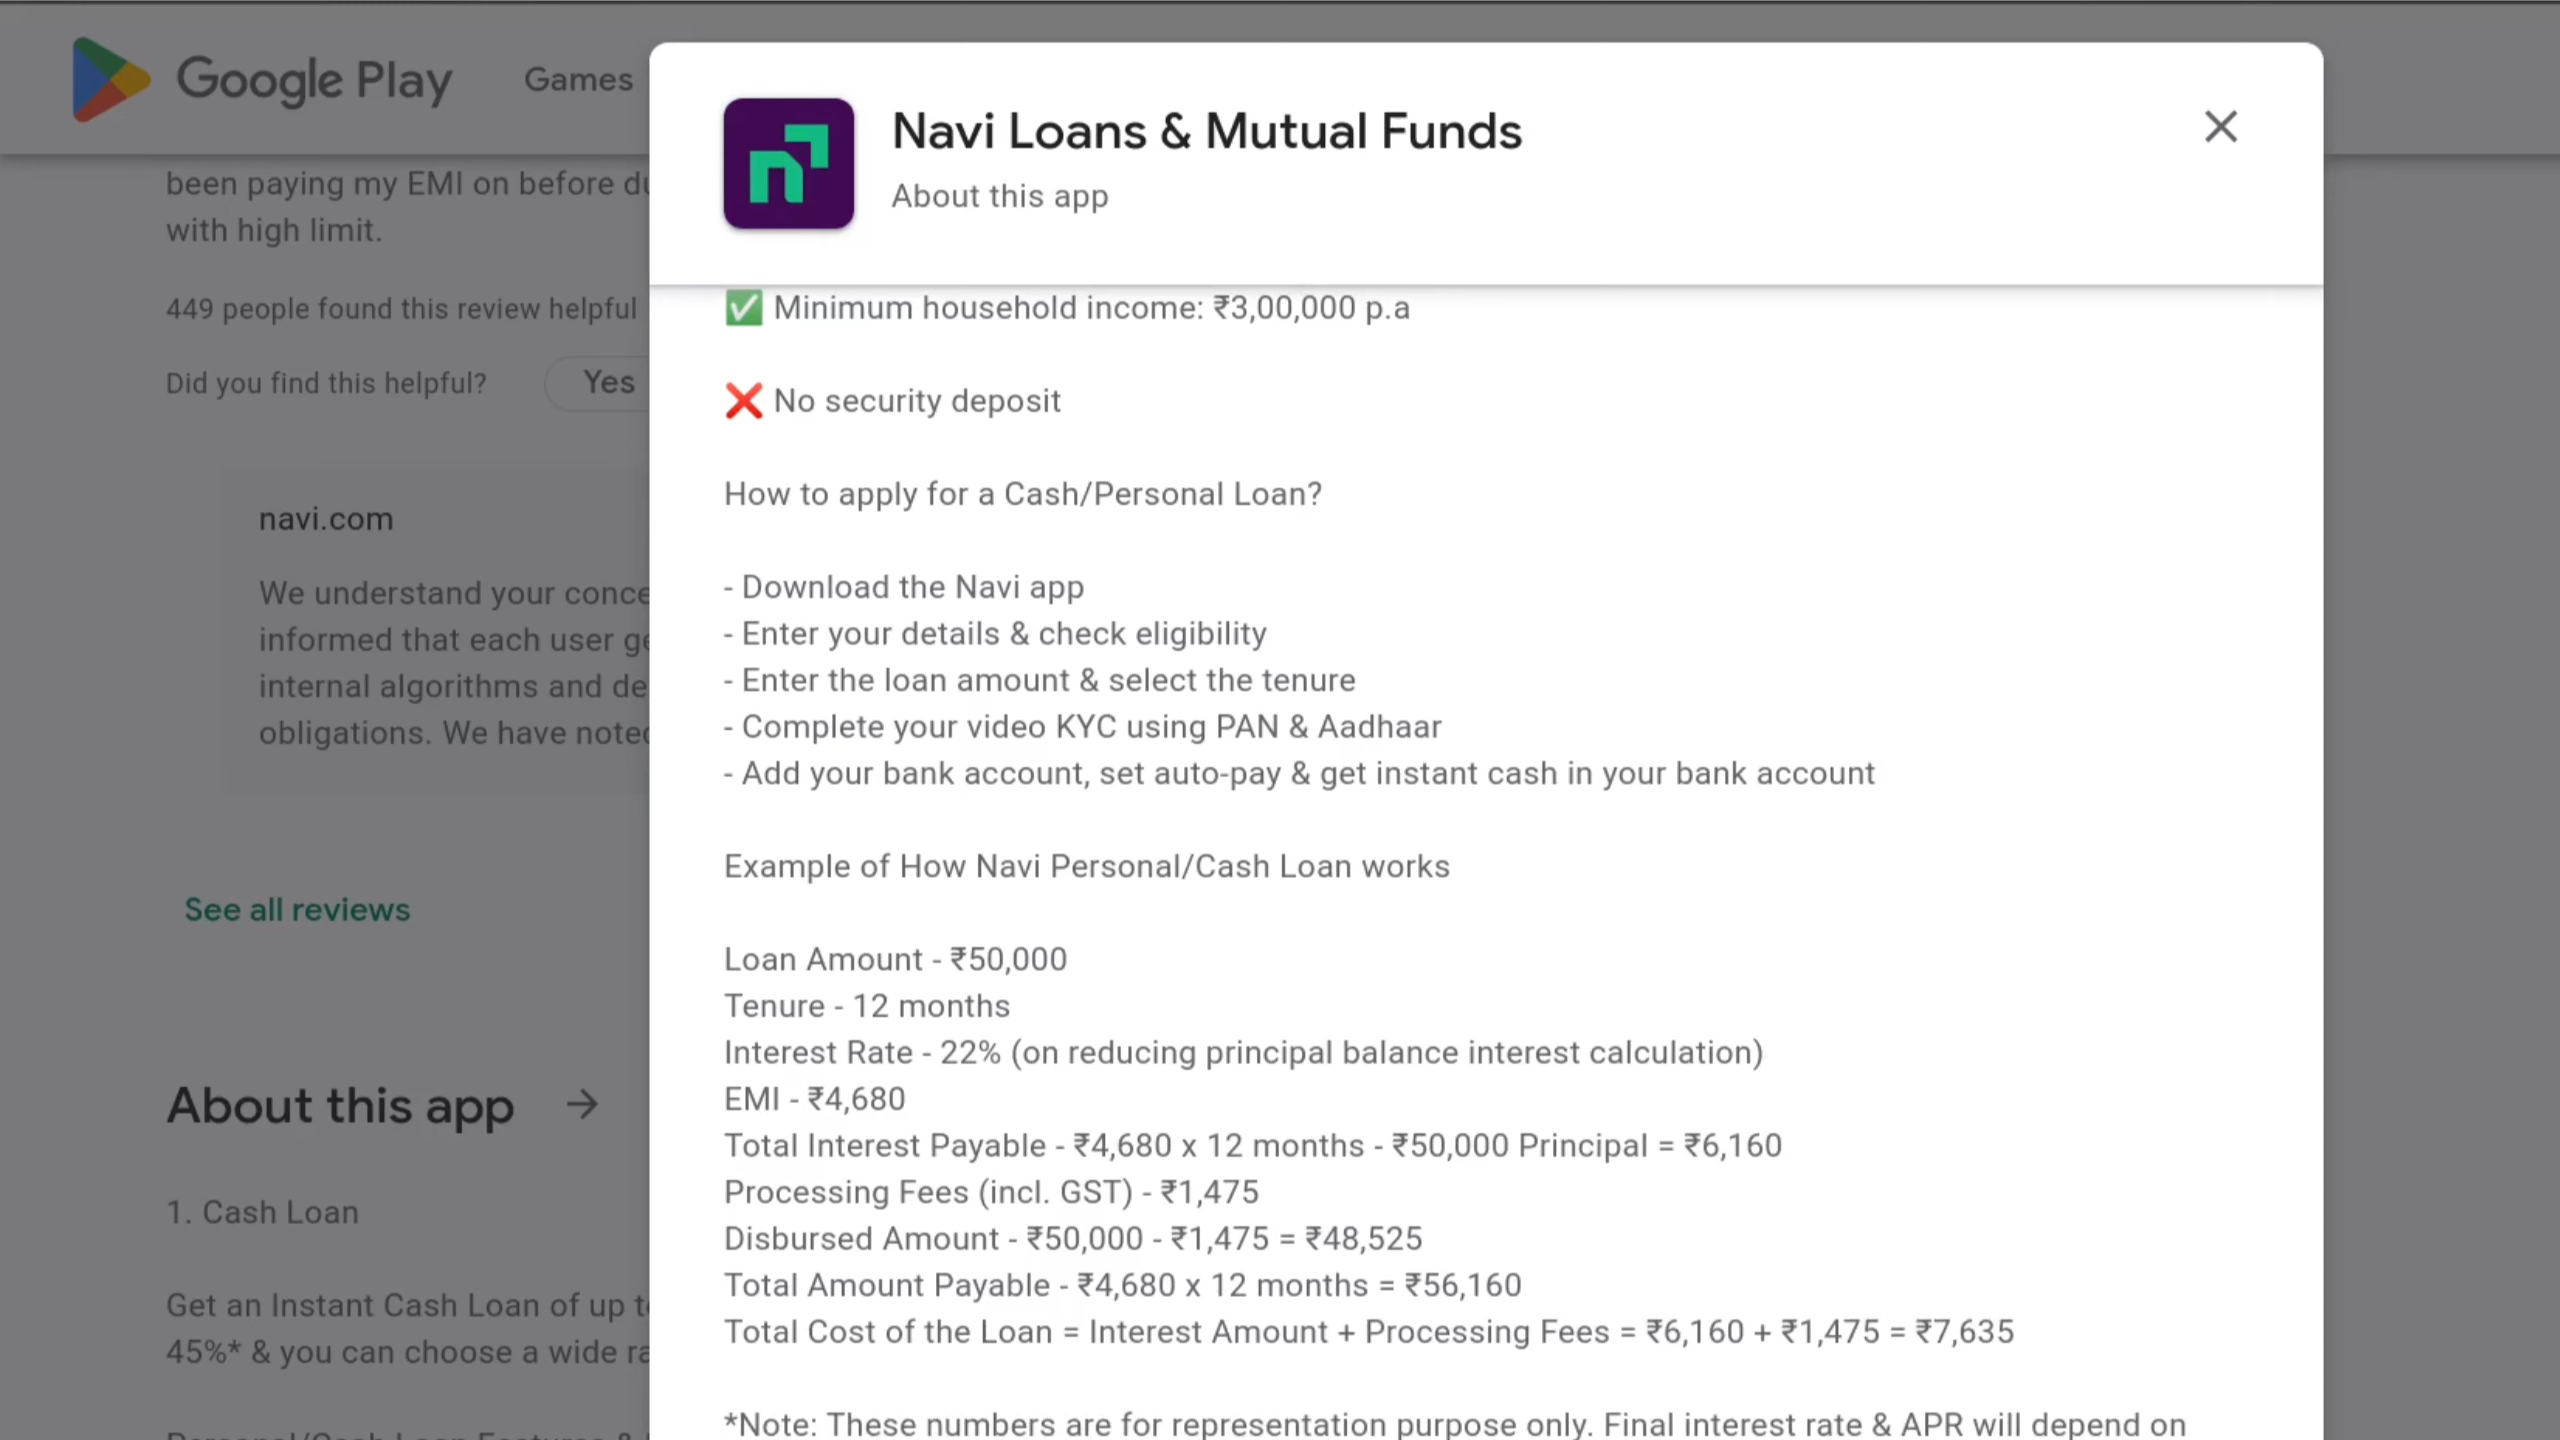 Google Play
Games
been paying my EMI on before
with high limit.
449 people found this review helpful
Did you find this helpful?
Yes
navi.com
We understand your
informed that each user
internal algorithms and
obligations. We have
See all reviews
About this app
1. Cash Loan
Get an Instant Cash Loan of up
45%* & you can choose a wide
Navi Loans & Mutual Funds
About this app
✅ Minimum household income: ₹3,00,000 p.a
❌ No security deposit
How to apply for a Cash/Personal Loan?
- Download the Navi app
- Enter your details & check eligibility
- Enter the loan amount & select the tenure
- Complete your video KYC using PAN & Aadhaar
- Add your bank account, set auto-pay & get instant cash in your bank account
Example of How Navi Personal/Cash Loan works
Loan Amount - ₹50,000
Tenure - 12 months
Interest Rate - 22% (on reducing principal balance interest calculation)
EMI - ₹4,680
Total Interest Payable - ₹4,680 x 12 months - ₹50,000 Principal = ₹6,160
Processing Fees (incl. GST) - ₹1,475
Disbursed Amount - ₹50,000 - ₹1,475 = ₹48,525
Total Amount Payable - ₹4,680 x 12 months = ₹56,160
Total Cost of the Loan = Interest Amount + Processing Fees = ₹6,160 + ₹1,475 = ₹7,635
*Note: These numbers are for representation purpose only. Final interest rate & APR will depend on